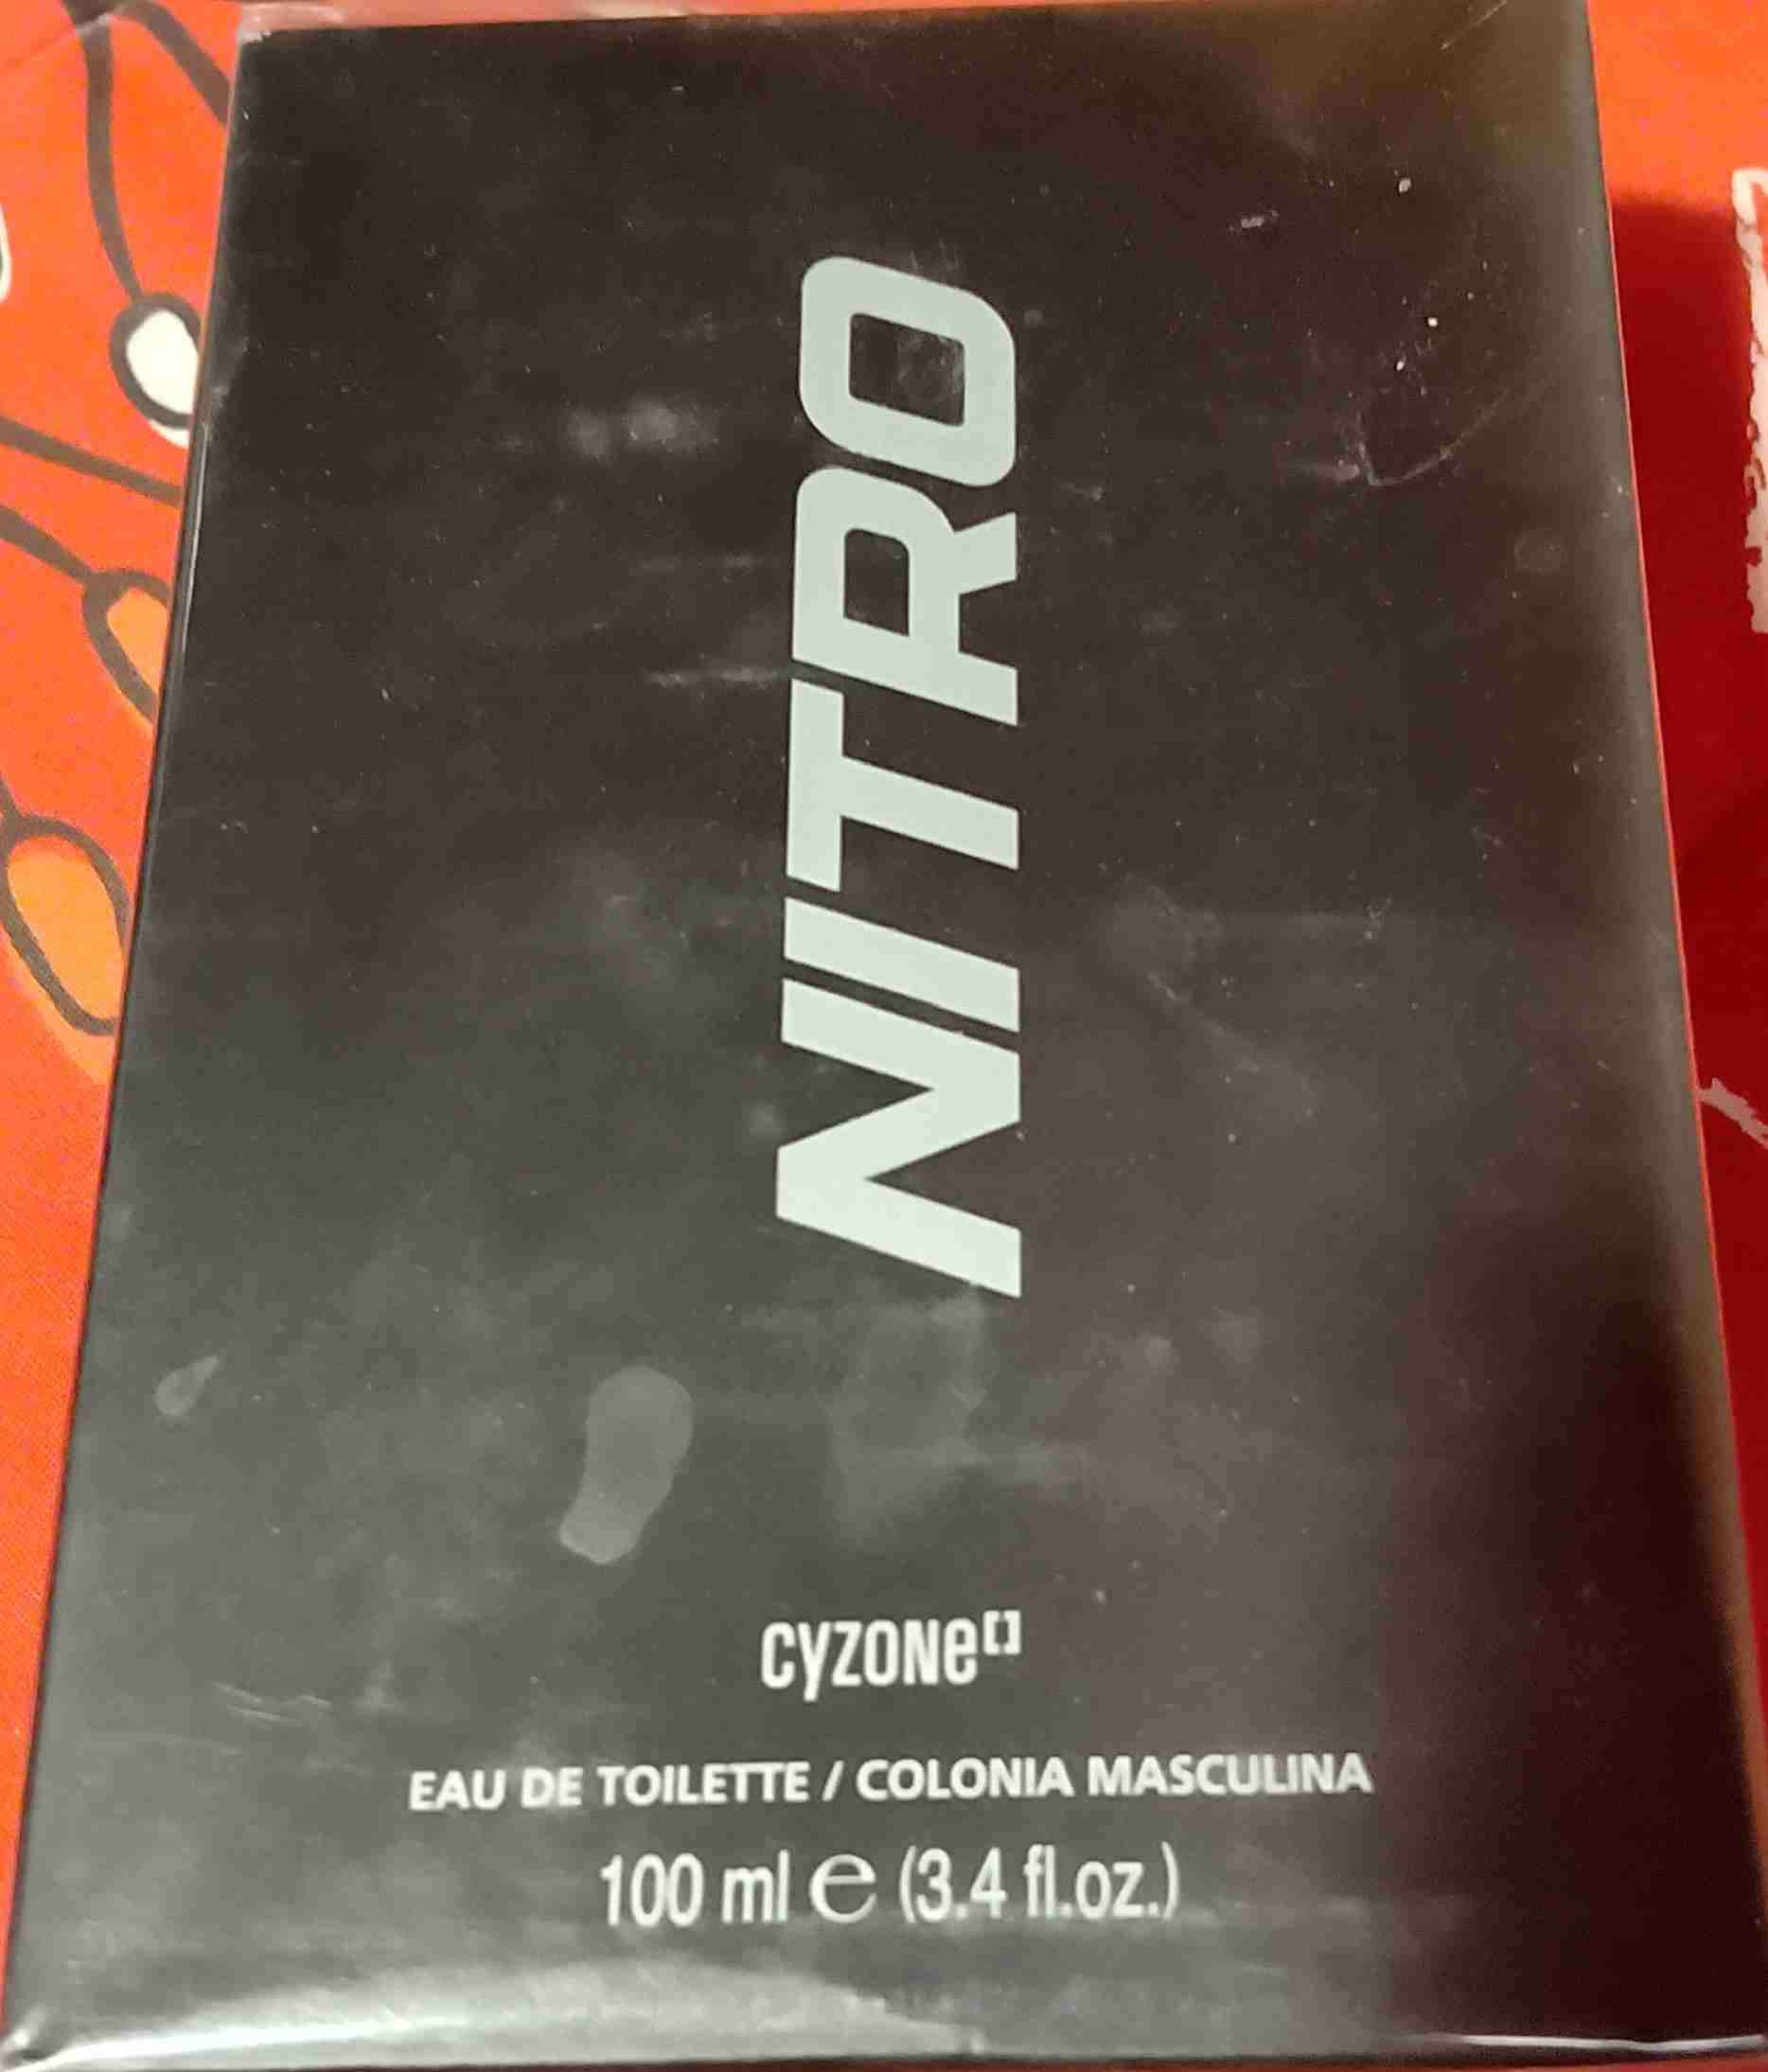 NITRO
cyzone[]
EAU DE TOILETTE / COLONIA MASCULINA
100 ml e (3.4 fl.oz.)